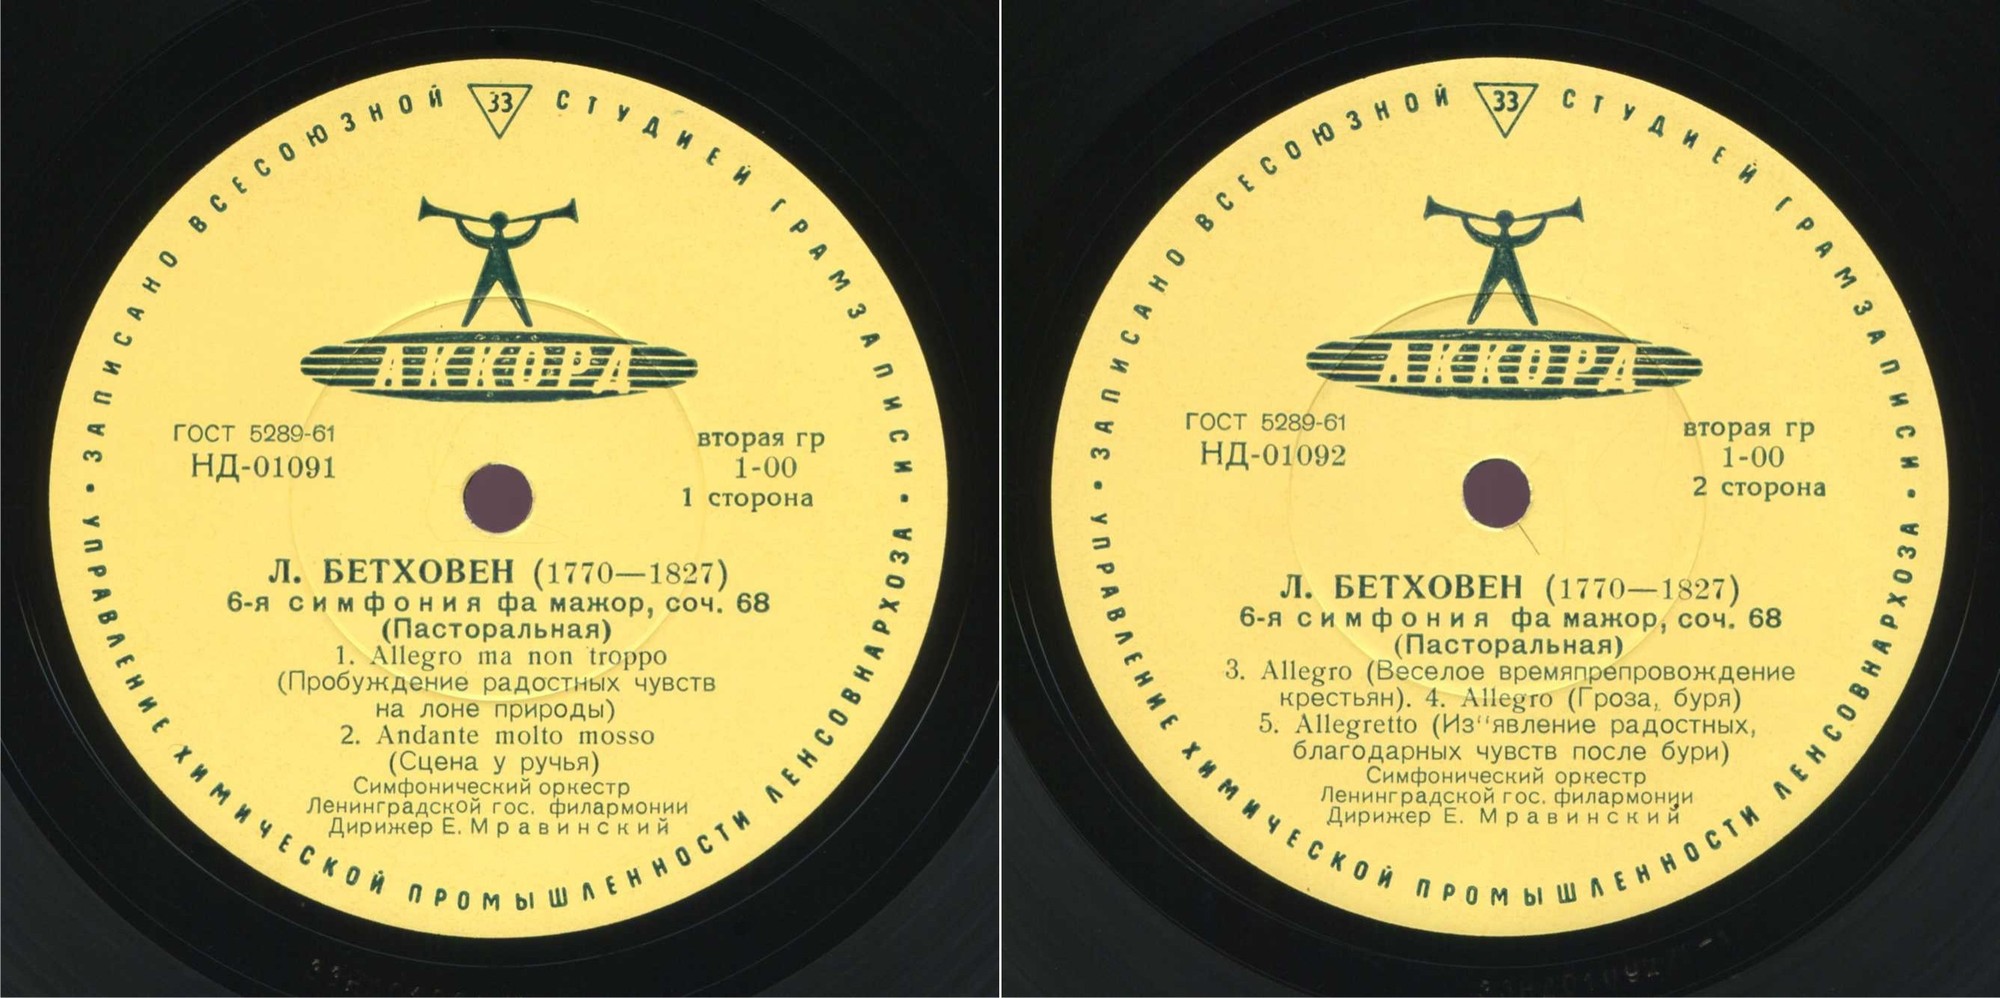 ЗАПИСАНО ВСЕСОЮЗНОЙ СТУДИЕЙ ГРАМЗАПИСИ
33
АККОРД
ГОСТ 5289-61
НД-01091
вторая гр
1-00
1 сторона
Л. БЕТХОВЕН (1770—1827)
6-я симфония фа мажор, соч. 68
(Пасторальная)
1. Allegro ma non troppo
(Пробуждение радостных чувств
на лоне природы)
2. Andante molto mosso
(Сцена у ручья)
Симфонический оркестр
Ленинградской гос. филармонии
Дирижер Е. Мравинский
• УПРАВЛЕНИЕ ХИМИЧЕСКОЙ ПРОМЫШЛЕННОСТИ ЛЕНСОВНАРХОЗА •
ЗАПИСАНО ВСЕСОЮЗНОЙ СТУДИЕЙ ГРАМЗАПИСИ
33
АККОРД
ГОСТ 5289-61
НД-01092
вторая гр
1-00
2 сторона
Л. БЕТХОВЕН (1770—1827)
6-я симфония фа мажор, соч. 68
(Пасторальная)
3. Allegro (Веселое времяпрепровождение
крестьян). 4. Allegro (Гроза, буря)
5. Allegretto (Из“явление радостных,
благодарных чувств после бури)
Симфонический оркестр
Ленинградской гос. филармонии
Дирижер Е. Мравинский
• УПРАВЛЕНИЕ ХИМИЧЕСКОЙ ПРОМЫШЛЕННОСТИ ЛЕНСОВНАРХОЗА •